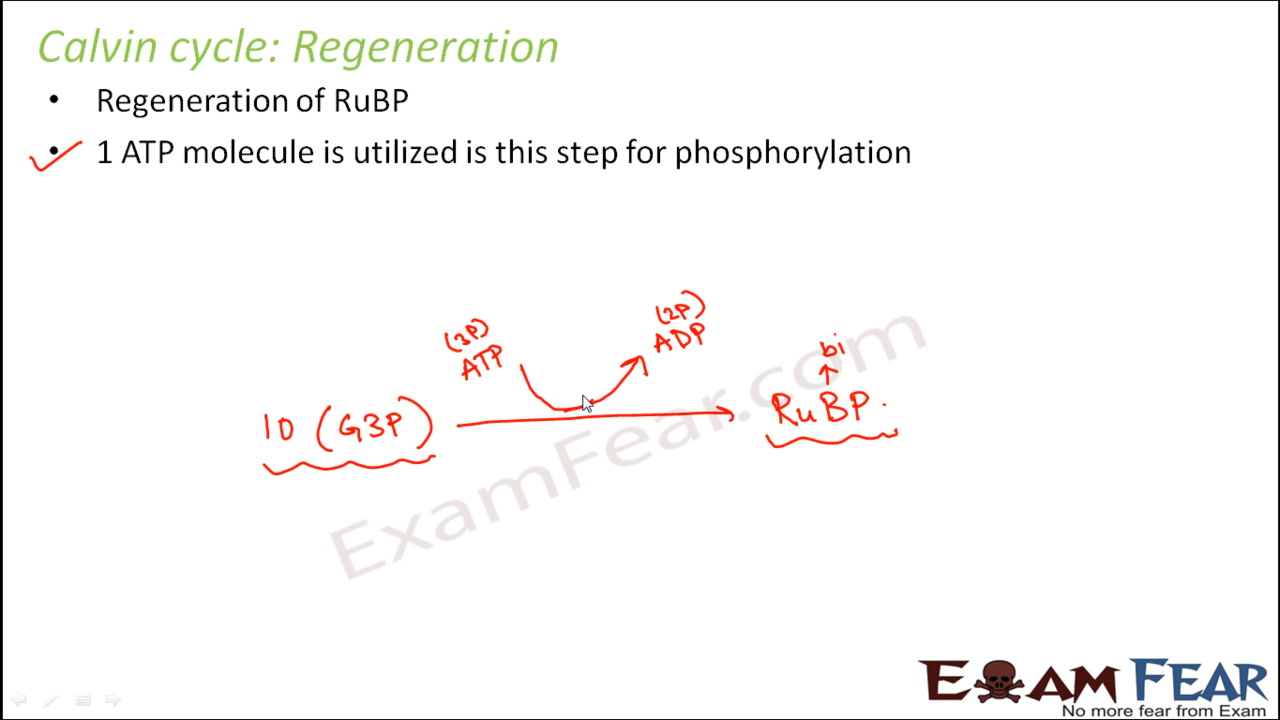 Calvin cycle: Regeneration
• Regeneration of RuBP
• 1 ATP molecule is utilized is this step for phosphorylation
(3P)
ATP
(2P)
ADP
bi
10 (G3P)
RuBP.
ExamFear.com
EXAM FEAR
No more fear from Exam